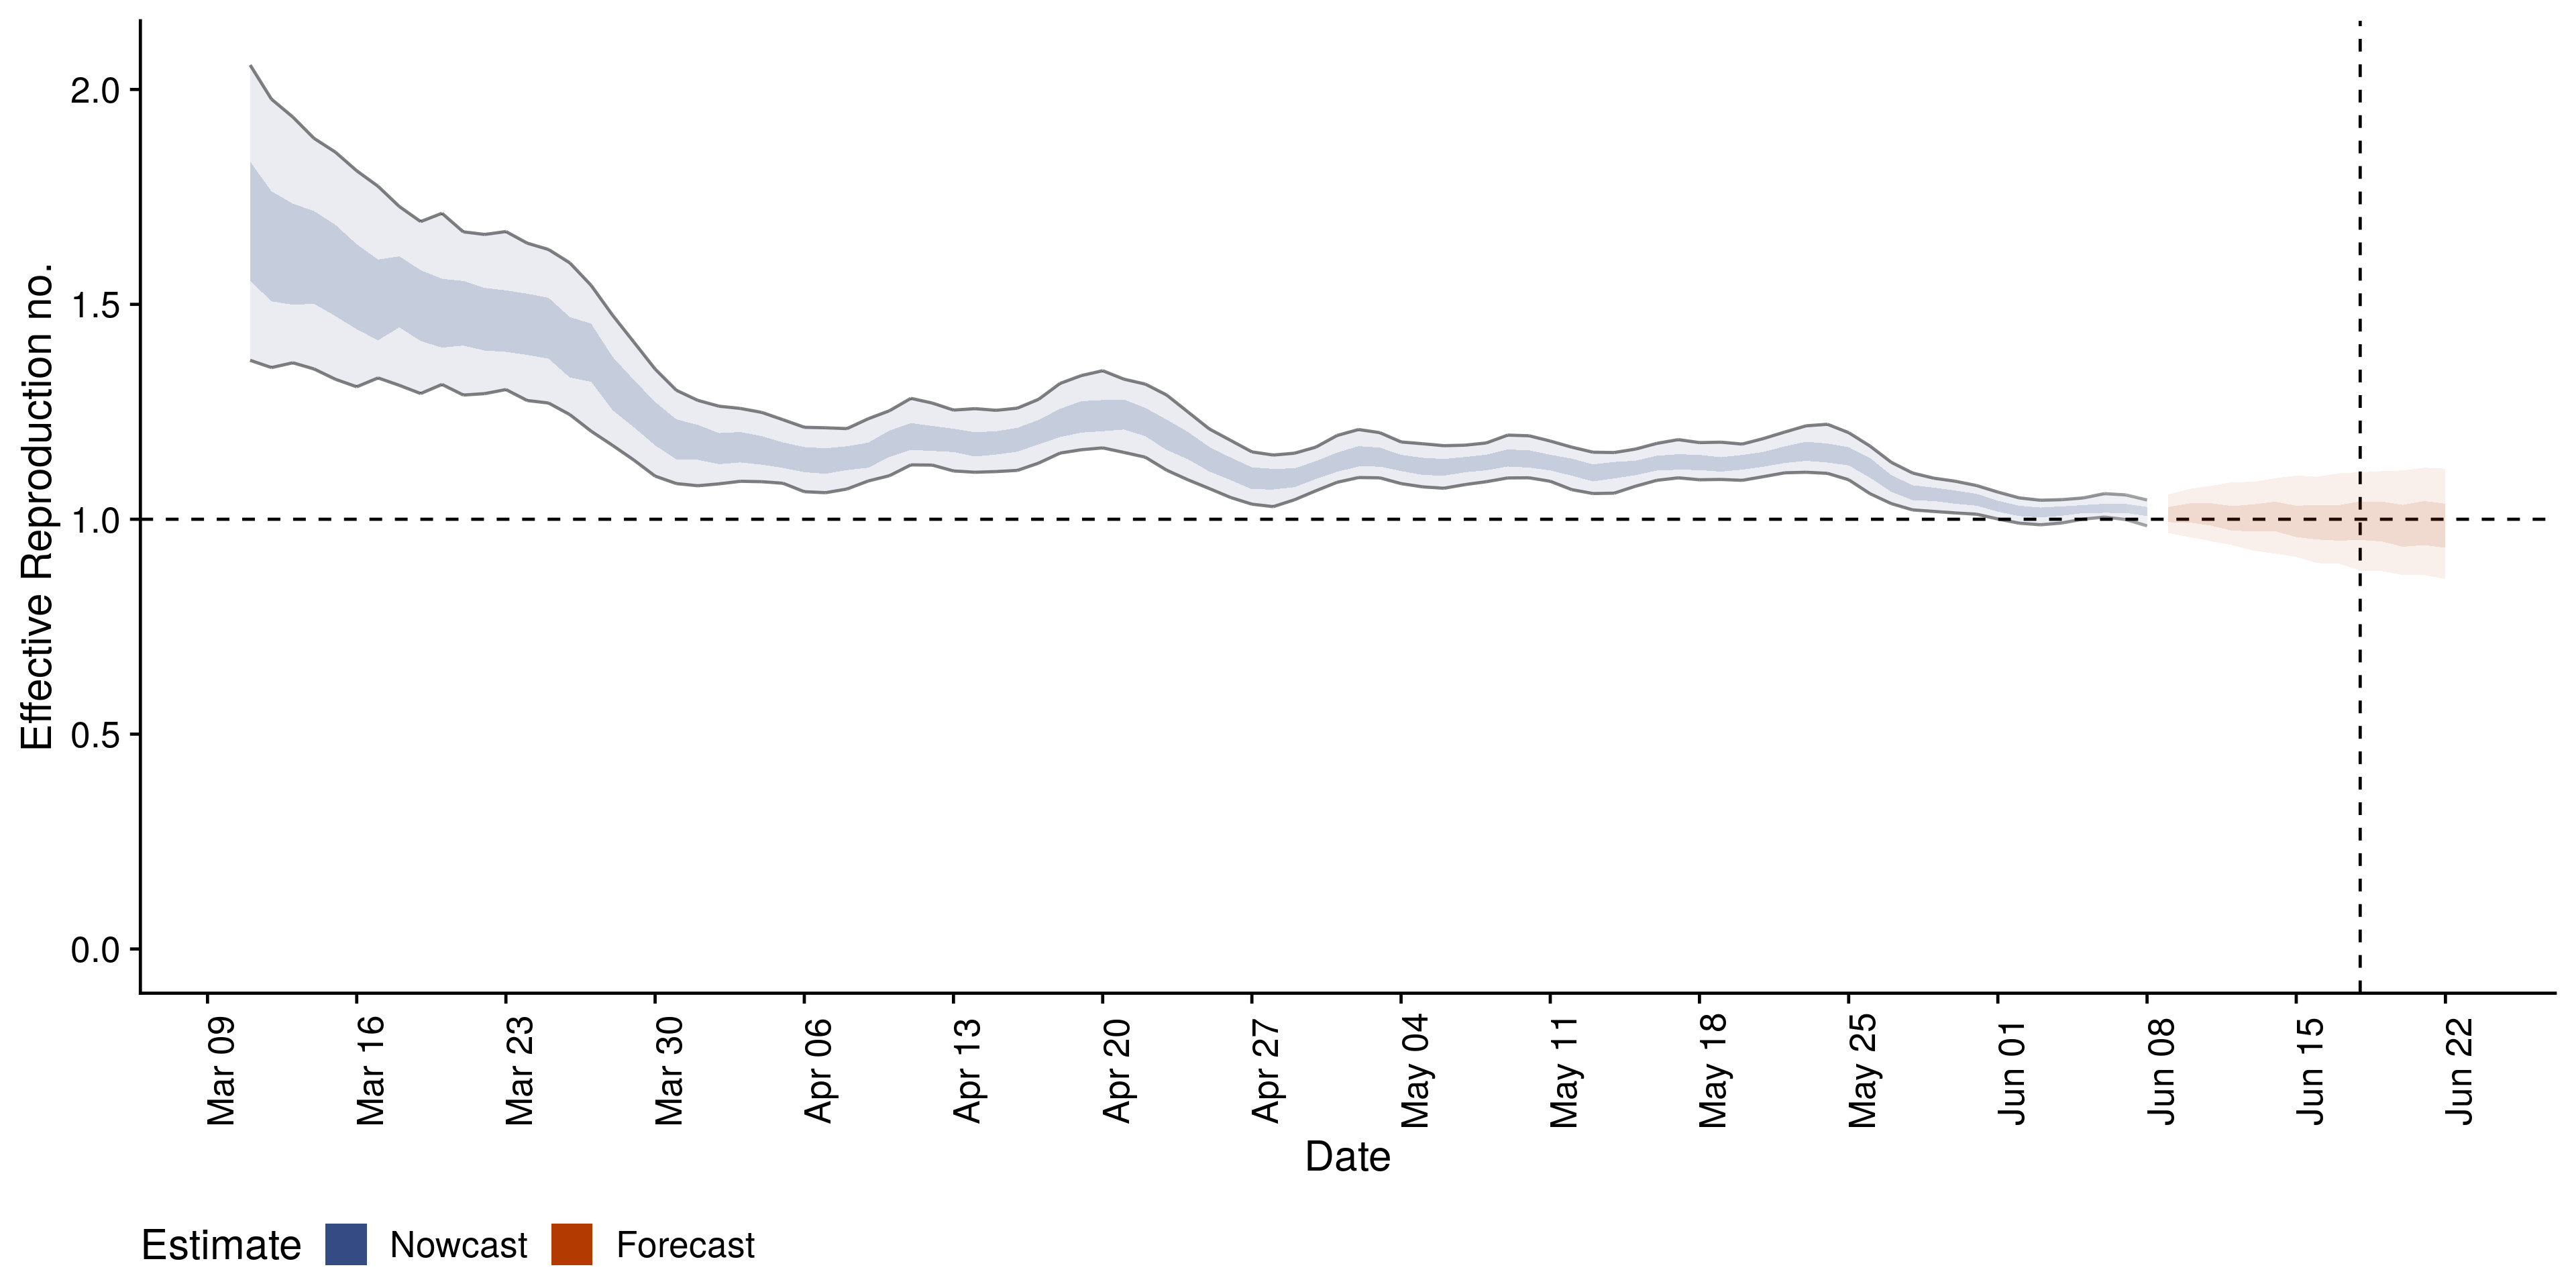 Effective Reproduction no.
2.0
1.5
1.0
0.5
0.0
Mar 09
Mar 16
Mar 23
Mar 30
Apr 06
Apr 13
Apr 20
Apr 27
May 04
May 11
May 18
May 25
Jun 01
Jun 08
Jun 15
Jun 22
Date
Estimate Nowcast Forecast